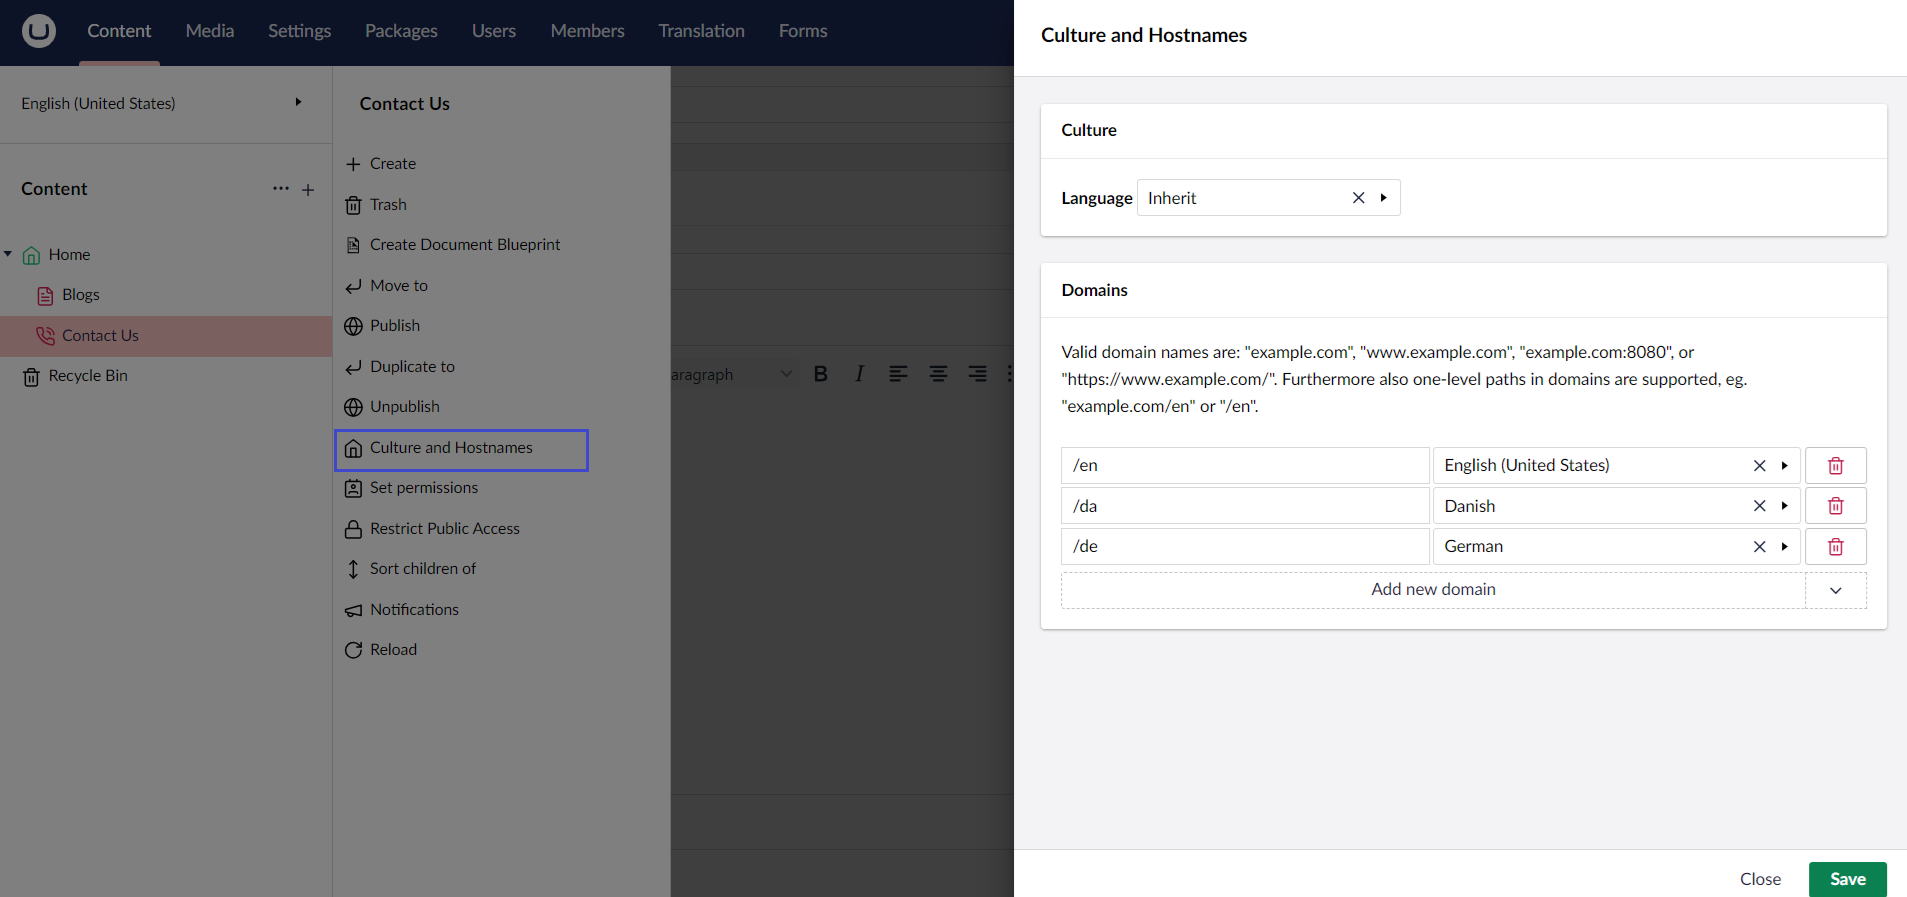 Content
Media
Settings
Packages
Users
Members
Translation
Forms
English (United States)
Content
Home
Blogs
Contact Us
Recycle Bin
Contact Us
Create
Trash
Create Document Blueprint
Move to
Publish
Duplicate to
Unpublish
Culture and Hostnames
Set permissions
Restrict Public Access
Sort children of
Notifications
Reload
aragraph
B
I
Culture and Hostnames
Culture
Language
Inherit
Domains
Valid domain names are: "example.com", "www.example.com", "example.com:8080", or
"https://www.example.com/". Furthermore also one-level paths in domains are supported, eg.
"example.com/en" or "/en".
/en
English (United States)
/da
Danish
/de
German
Add new domain
Close
Save